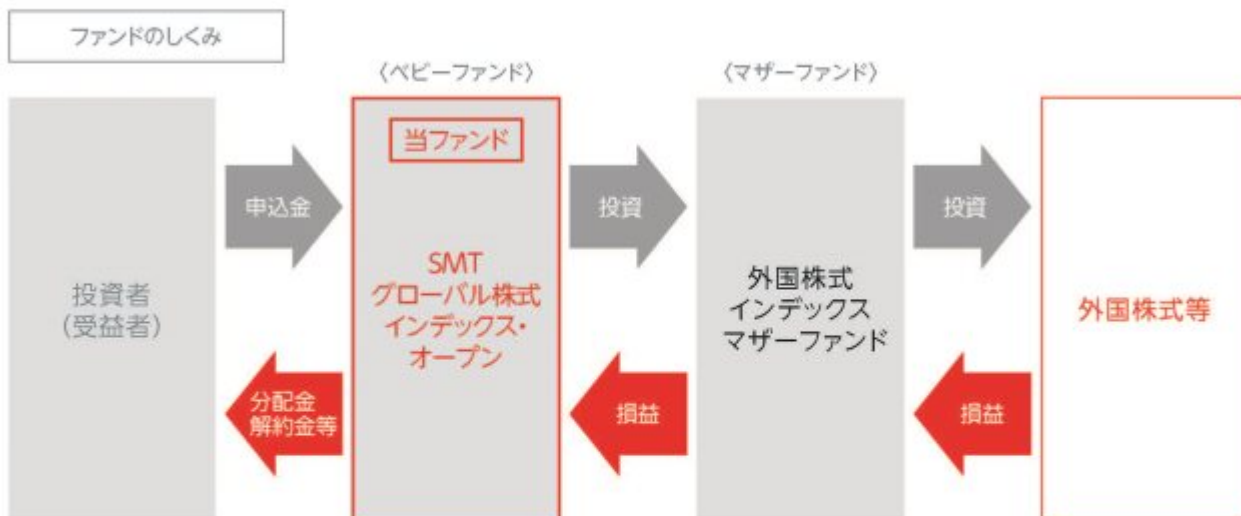 ファンドのしくみ
〈ベビーファンド〉
〈マザーファンド〉
投資者
(受益者)
申込金
分配金
解約金等
当ファンド
SMT
グローバル株式
インデックス・
オープン
投資
損益
外国株式
インデックス
マザーファンド
投資
損益
外国株式等